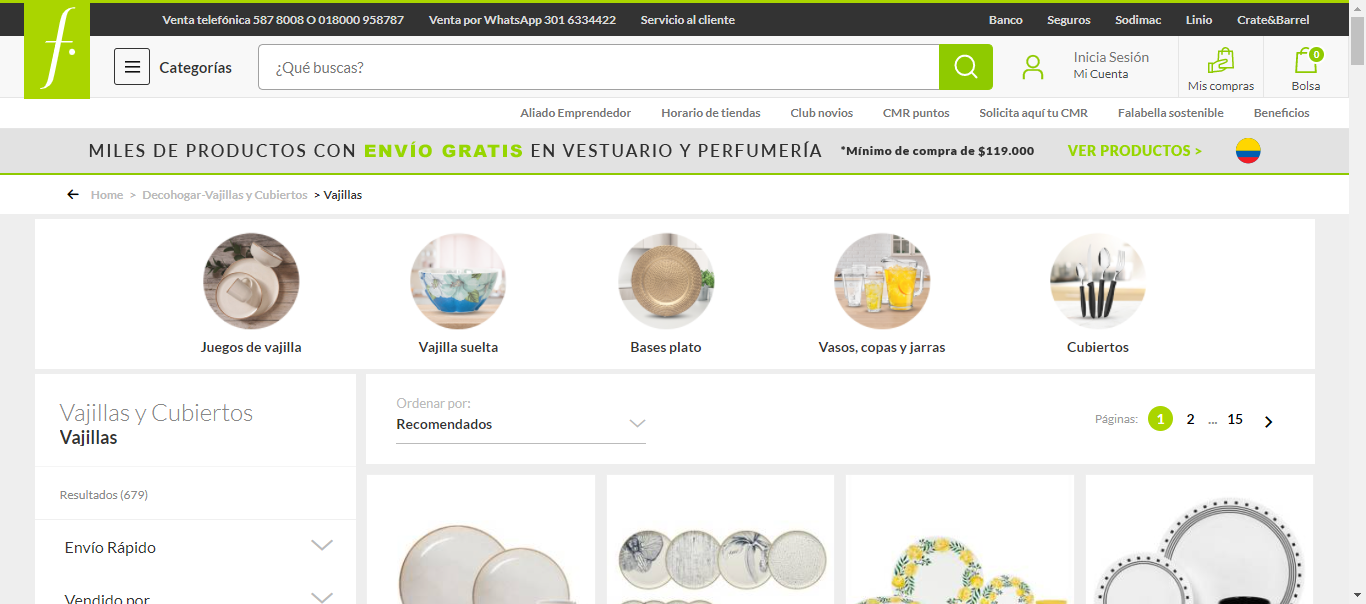 Venta telefónica 587 8008 O 018000 958787 Venta por WhatsApp 301 6334422 Servicio al cliente Banco Seguros Sodimac Linio Crate&Barrel
f.
Categorías ¿Qué buscas? Inicia Sesión
Mi Cuenta
Mis compras
0
Bolsa
Aliado Emprendedor Horario de tiendas Club novios CMR puntos Solicita aquí tu CMR Falabella sostenible Beneficios
MILES DE PRODUCTOS CON ENVÍO GRATIS EN VESTUARIO Y PERFUMERÍA *Mínimo de compra de $119.000 VER PRODUCTOS >
Home > Decohogar-Vajillas y Cubiertos > Vajillas
Juegos de vajilla Vajilla suelta Bases plato Vasos, copas y jarras Cubiertos
Vajillas y Cubiertos
Vajillas
Resultados (679)
Envío Rápido
Vendido por
Ordenar por:
Recomendados
Páginas: 1 2 ... 15 >